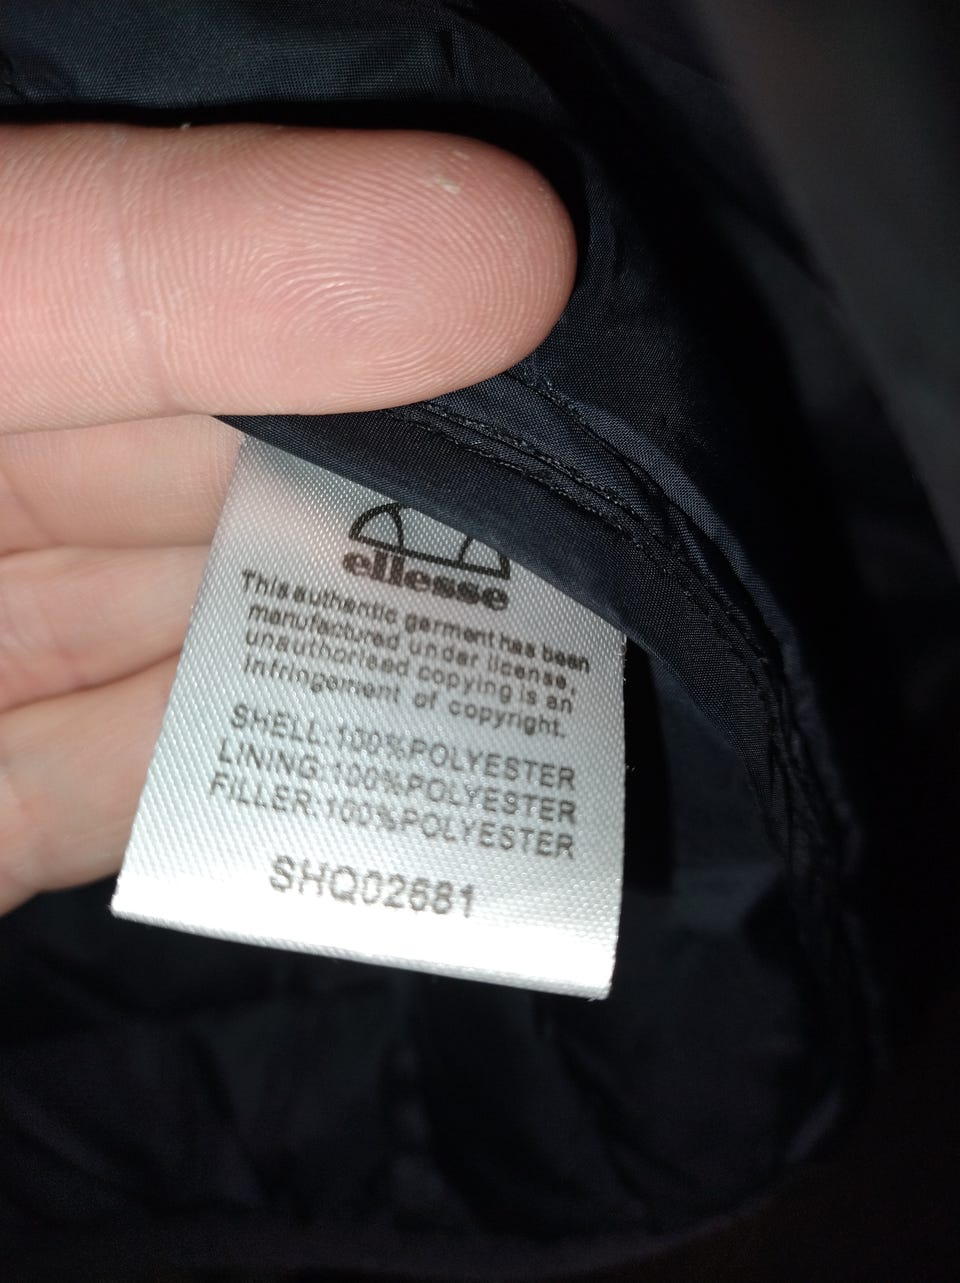 ellesse
This authentic garment has been
manufactured under license,
unauthorised copying is an
infringement of copyright.
SHELL:100%POLYESTER
LINING:100%POLYESTER
FILLER:100%POLYESTER
SHQ02681